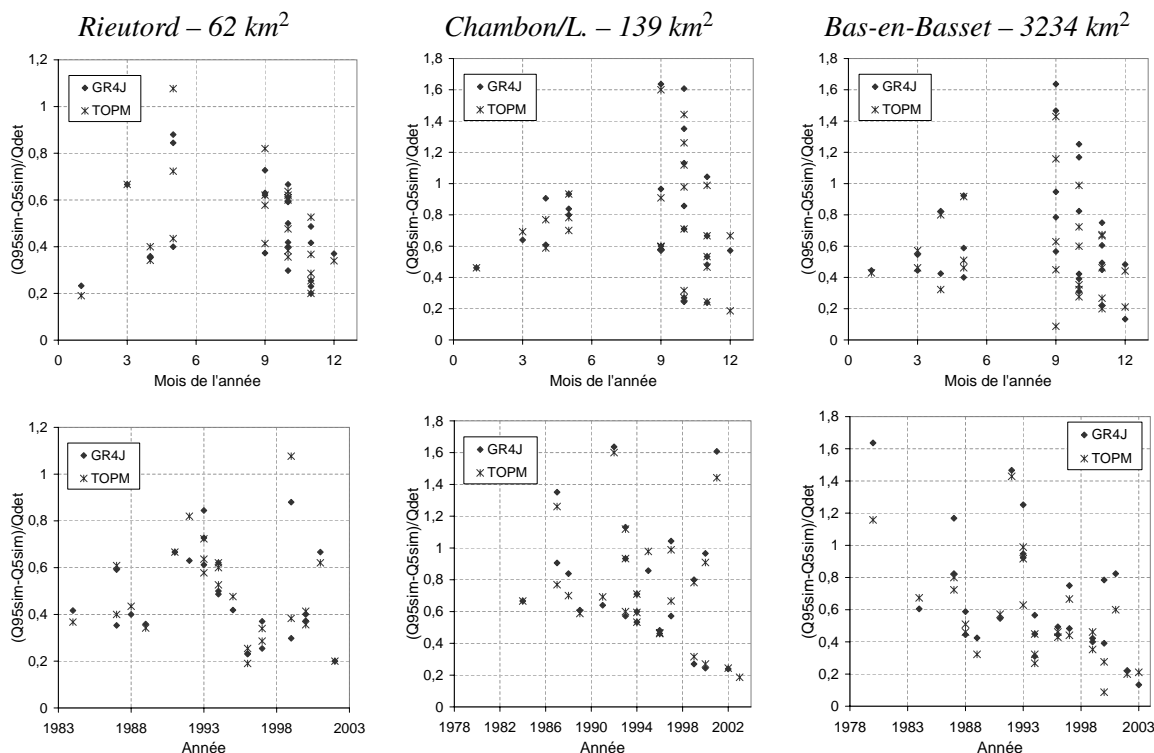 Rieutord – 62 km²
Chambon/L. – 139 km²
Bas-en-Basset – 3234 km²
(Q95sim-Q5sim)/Qdet
1,2
1
0,8
0,6
0,4
0,2
0
GR4J
TOPM
0 3 6 9 12
Mois de l'année
(Q95sim-Q5sim)/Qdet
1,8
1,6
1,4
1,2
1
0,8
0,6
0,4
0,2
0
GR4J
TOPM
0 3 6 9 12
Mois de l'année
(Q95sim-Q5sim)/Qdet
1,8
1,6
1,4
1,2
1
0,8
0,6
0,4
0,2
0
GR4J
TOPM
0 3 6 9 12
Mois de l'année
(Q95sim-Q5sim)/Qdet
1,2
1
0,8
0,6
0,4
0,2
0
GR4J
TOPM
1983 1988 1993 1998 2003
Année
(Q95sim-Q5sim)/Qdet
1,8
1,6
1,4
1,2
1
0,8
0,6
0,4
0,2
0
GR4J
TOPM
1978 1982 1986 1990 1994 1998 2002
Année
(Q95sim-Q5sim)/Qdet
1,8
1,6
1,4
1,2
1
0,8
0,6
0,4
0,2
0
GR4J
TOPM
1978 1983 1988 1993 1998 2003
Année